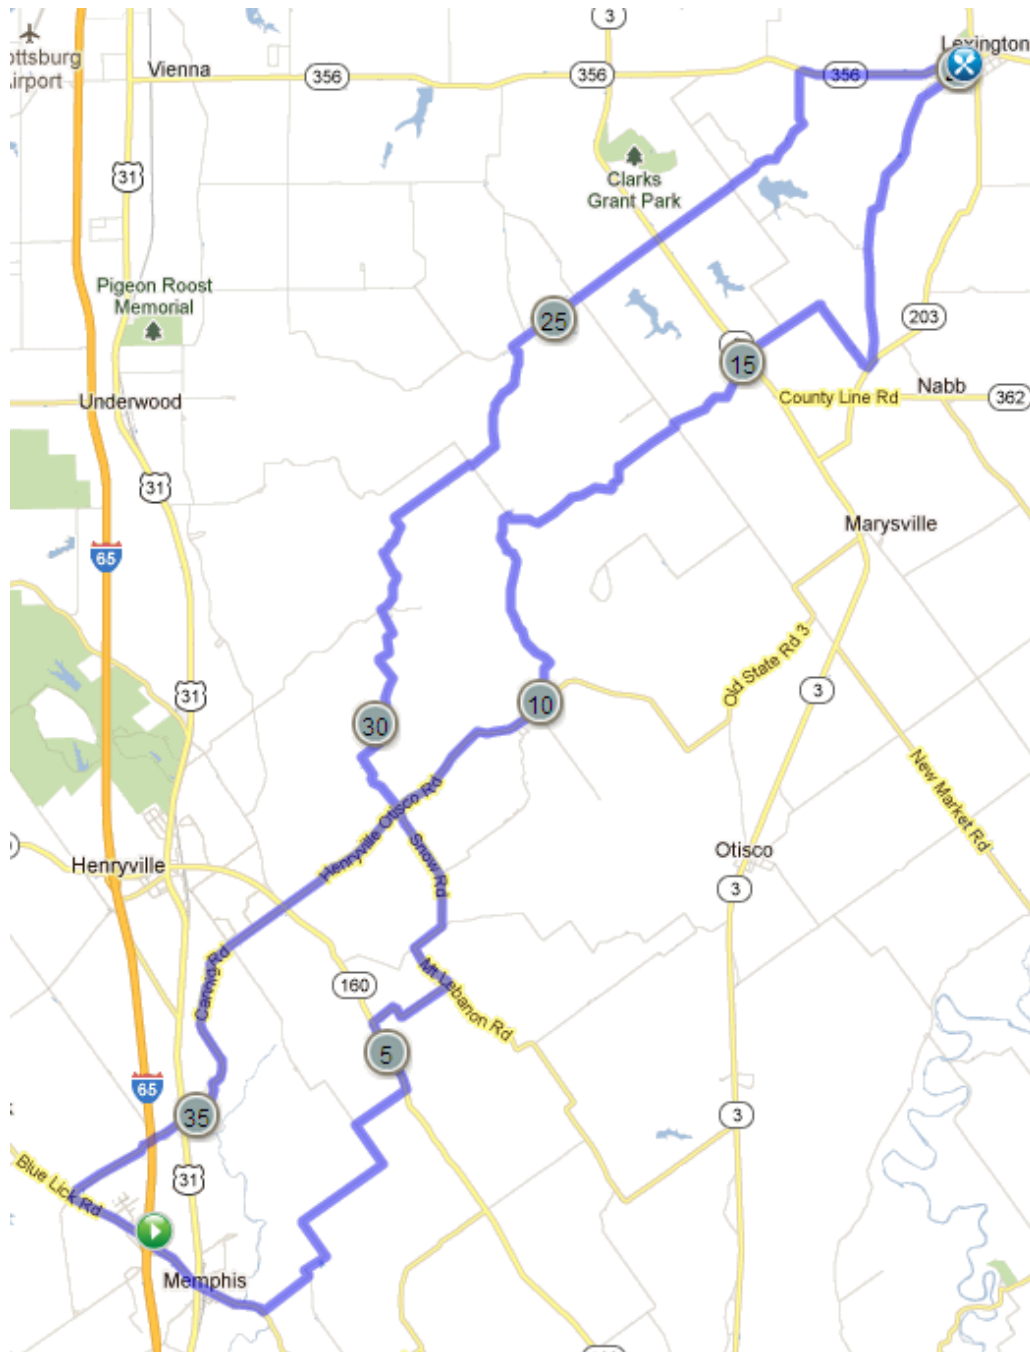 3
Lexington
ottsburg
Airport
Vienna
356
356
356
31
Clarks
Grant Park
Pigeon Roost
Memorial
25
203
15
Underwood
County Line Rd
Nabb
362
31
Marysville
65
Old State Rd 3
31
3
10
30
New Market Rd
Henryville Otisco Rd
Snow Rd
Otisco
Henryville
3
Canning Rd
160
Mt Lebanon Rd
5
65
35
3
Blue Lick Rd
31
Memphis